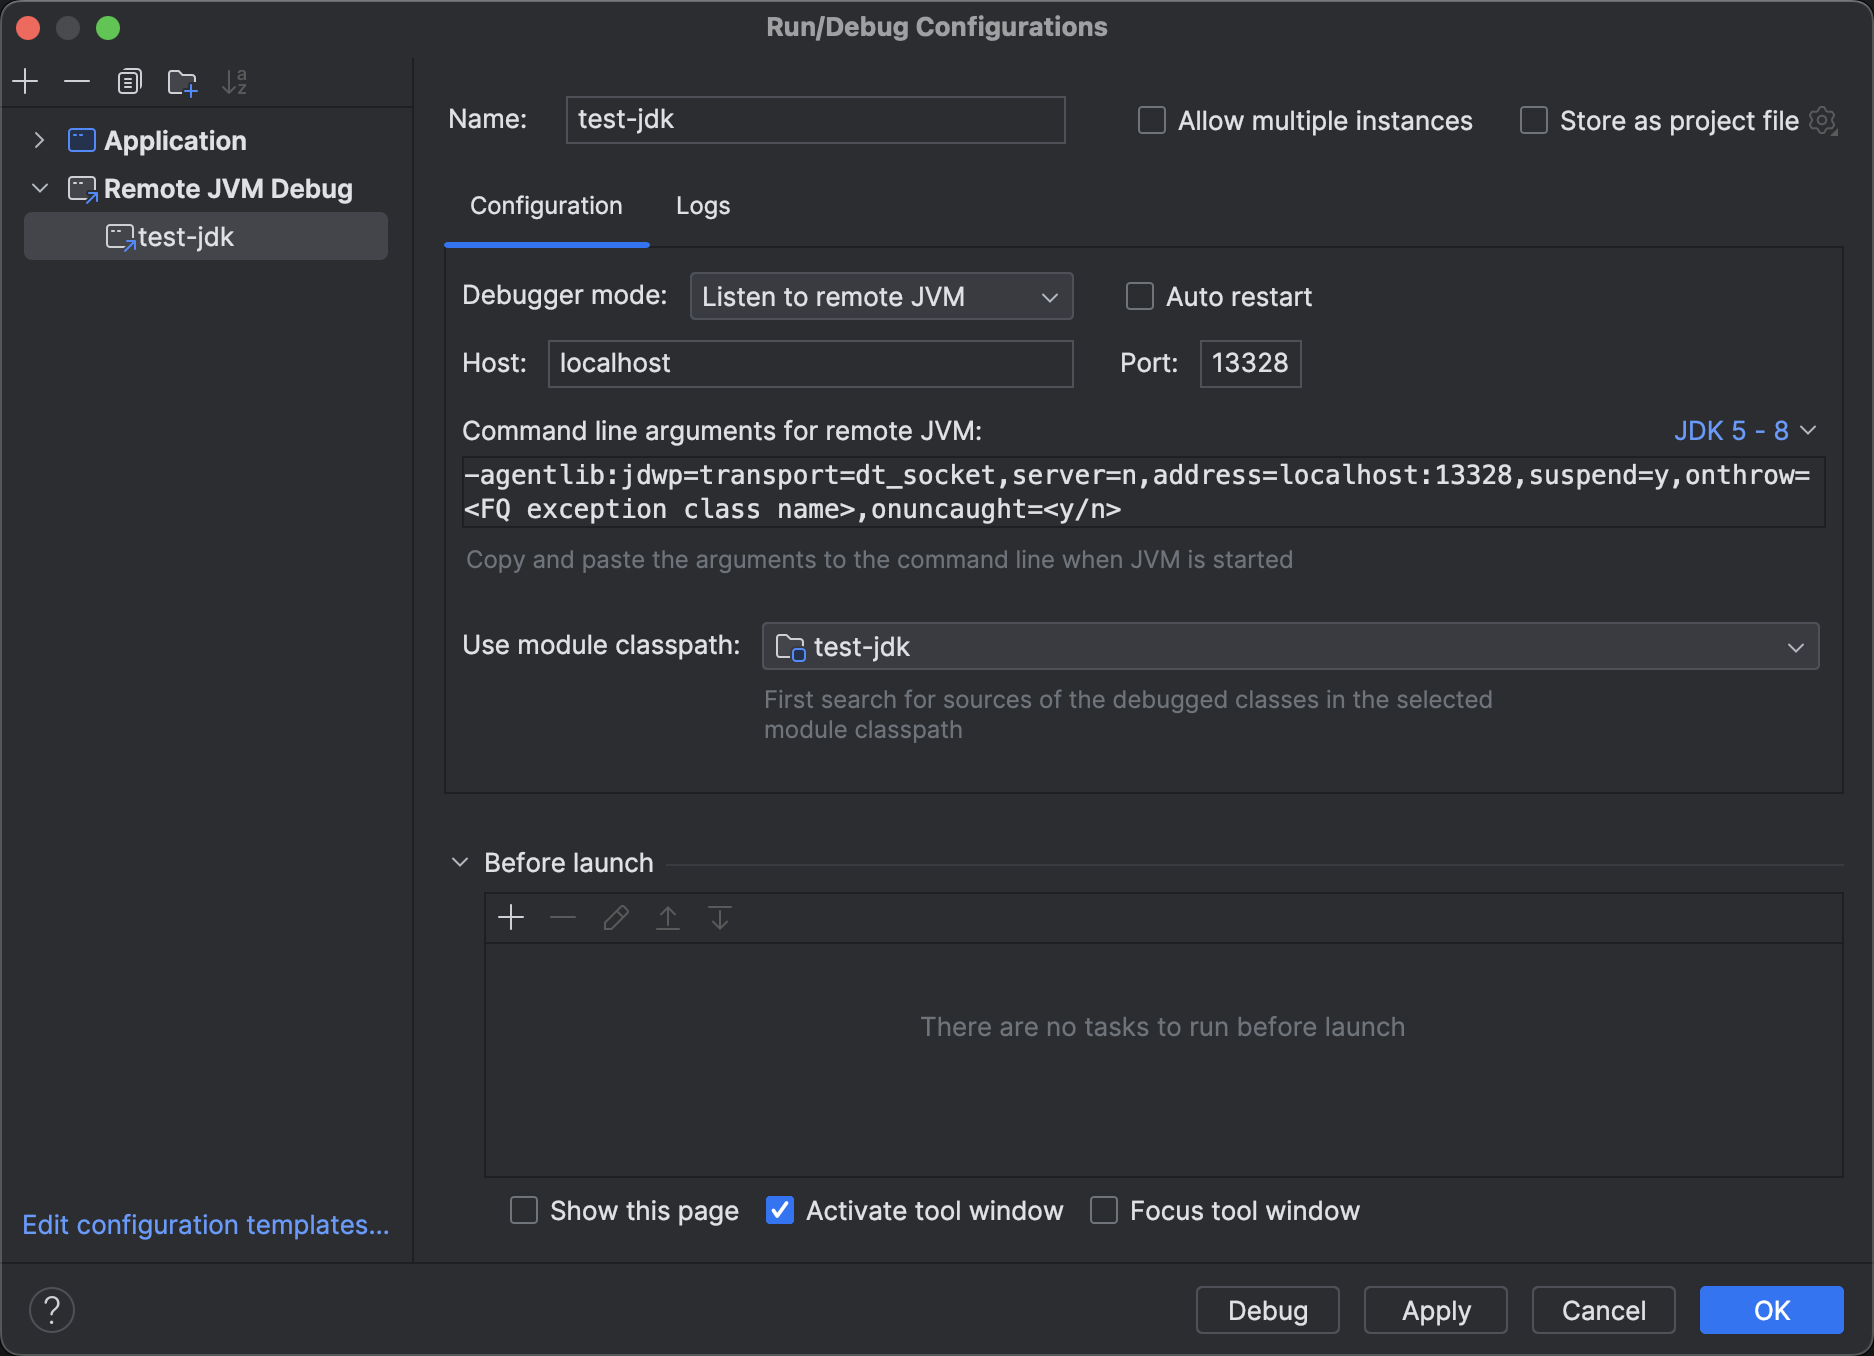 Run/Debug Configurations
Application
Remote JVM Debug
test-jdk
Edit configuration templates...
Name: test-jdk Allow multiple instances Store as project file
Configuration Logs
Debugger mode: Listen to remote JVM Auto restart
Host: localhost Port: 13328
Command line arguments for remote JVM: JDK 5 - 8
-agentlib:jdwp=transport=dt_socket,server=n,address=localhost:13328,suspend=y,onthrow=
<FQ exception class name>,onuncaught=<y/n>
Copy and paste the arguments to the command line when JVM is started
Use module classpath: test-jdk
First search for sources of the debugged classes in the selected
module classpath
Before launch
There are no tasks to run before launch
Show this page Activate tool window Focus tool window
? Debug Apply Cancel OK